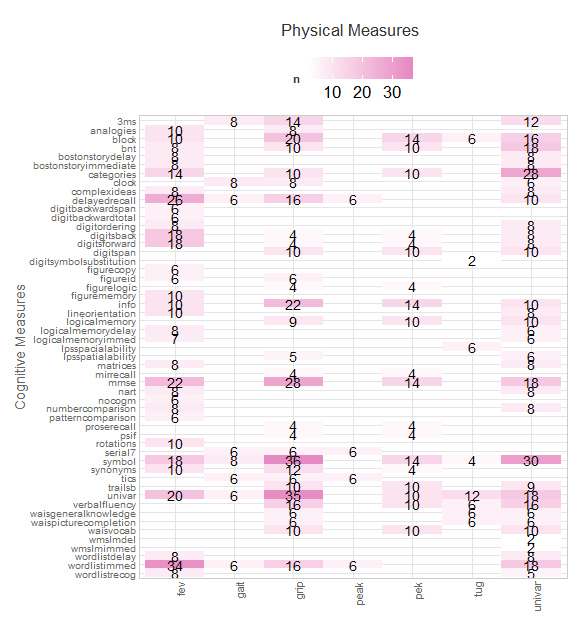 Physical Measures
n
10 20 30
Cognitive Measures
3ms 8 14 12
analogies 10 8
block 10 20 14 6 16
bnt 8 10 10 18
bostonstorydelay 8 8
bostonstoryimmediate 8 8
categories 14 10 10 28
clock 8 8 6
complexideas 8 8
delayedrecall 26 6 16 6 10
digitbackwardspan 6
digitbackwardtotal 6
digitordering 8 8
digitsback 18 4 4 8
digitsforward 18 4 4 8
digitspan 10 10 10
digitsymbolsubstitution 2
figurecopy 6
figureid 6 6
figurelogic 4 4
figurememory 10
info 10 22 14 10
lineorientation 10 8
logicalmemory 9 10 10
logicalmemorydelay 8 6
logicalmemoryimmed 7 6
lpsspacialability 6
lpsspatialability 5 6
matrices 8 8
mirrecall 4 4
mmse 22 28 14 18
nart 8 8
nocogm 6
numbercomparison 8 8
patterncomparison 6
proserecall 4 4
psif 4 4
rotations 10
serial7 6 6 6
symbol 18 8 36 14 4 30
synonyms 10 12 4
tics 6 6 6
trailsb 10 10 9
univar 20 6 35 10 12 18
verbalfluency 16 10 6 16
waisgeneralknowledge 6 6 6
waispicturecompletion 6 6 6
waisvocab 10 10 10
wmslmdel 2
wmslmimmed 2
wordlistdelay 8 8
wordlistimmed 34 6 16 6 18
wordlistrecog 8 5
fev gait grip peak pek tug univar